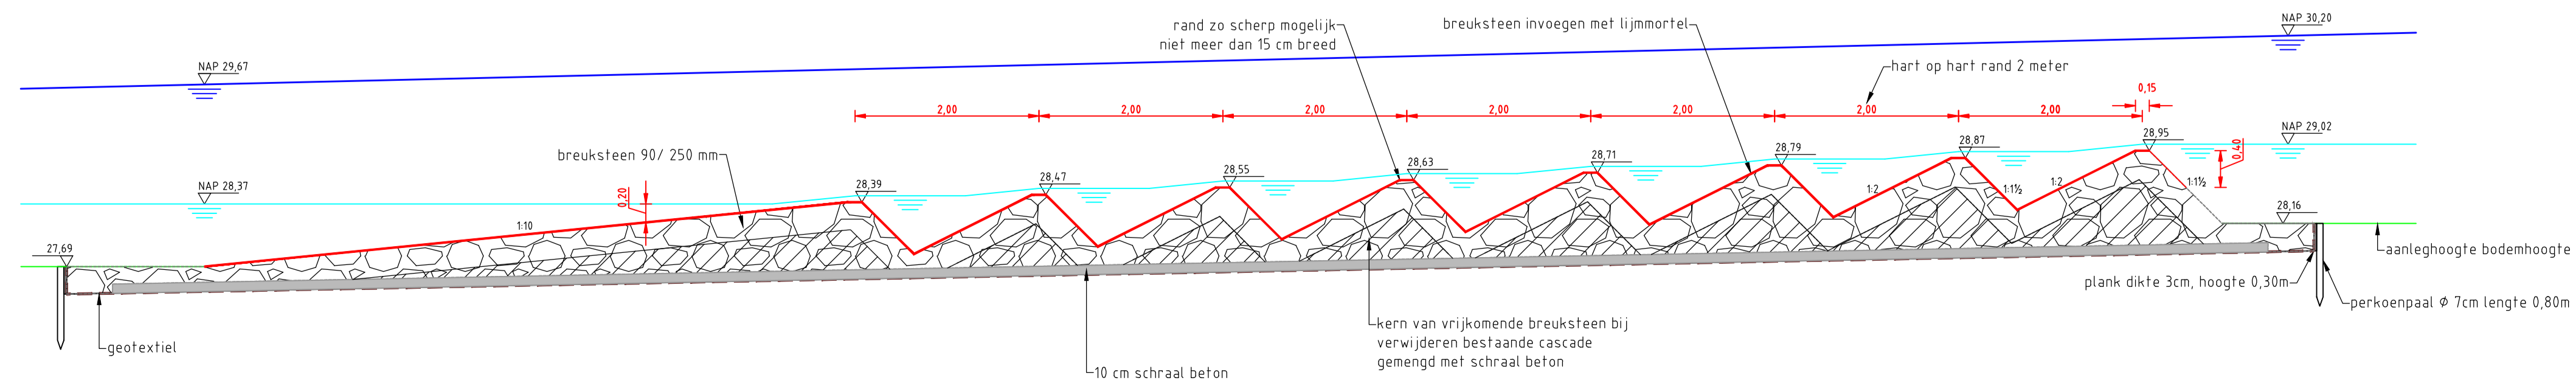 NAP 30,20
rand zo scherp mogelijk
niet meer dan 15 cm breed
breuksteen invoegen met lijmmortel
NAP 29,67
hart op hart rand 2 meter
0,15
2,00
2,00
2,00
2,00
2,00
2,00
2,00
NAP 29,02
breuksteen 90/ 250 mm
28,39
28,47
28,55
28,63
28,71
28,79
28,87
28,95
0,40
NAP 28,37
0,20
1:10
1:2
1:1½
1:2
1:1½
28,16
27,69
aanleghoogte bodemhoogte
plank dikte 3cm, hoogte 0,30m
perkoenpaal Ø 7cm lengte 0,80m
geotextiel
10 cm schraal beton
kern van vrijkomende breuksteen bij
verwijderen bestaande cascade
gemengd met schraal beton